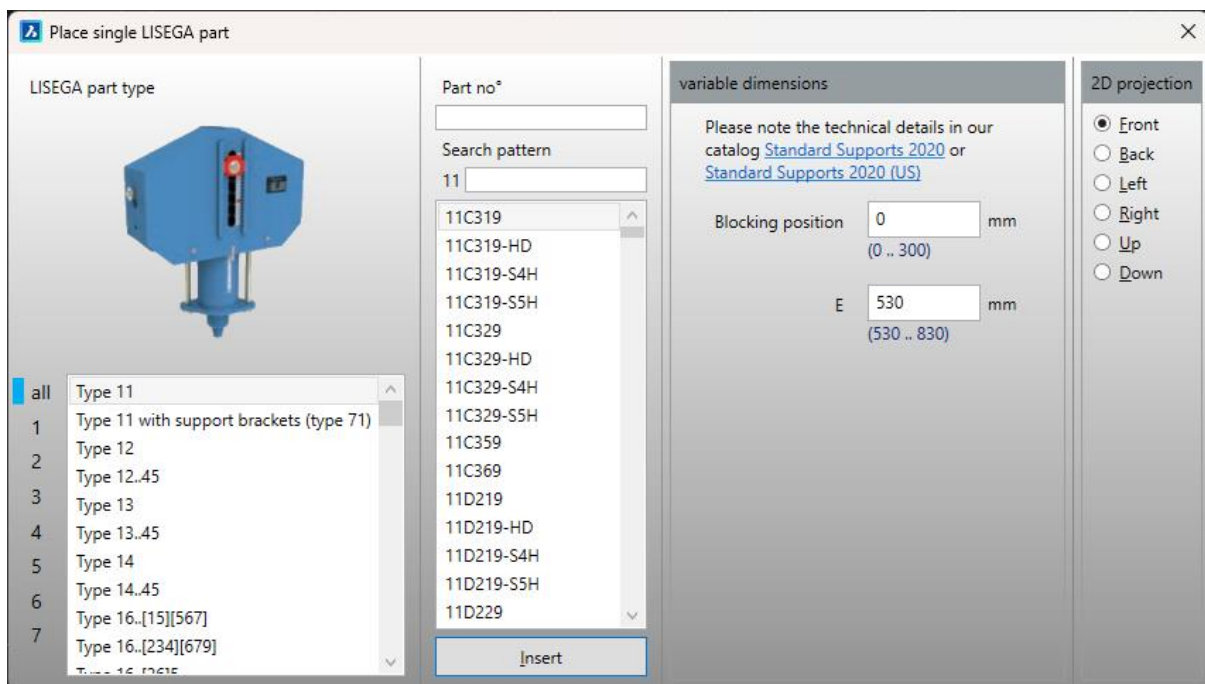 Place single LISEGA part
LISEGA part type
all
1
2
3
4
5
6
7
Type 11
Type 11 with support brackets (type 71)
Type 12
Type 12..45
Type 13
Type 13..45
Type 14
Type 14..45
Type 16..[15][567]
Type 16..[234][679]
Part no°
Search pattern
11
11C319
11C319-HD
11C319-S4H
11C319-S5H
11C329
11C329-HD
11C329-S4H
11C329-S5H
11C359
11C369
11D219
11D219-HD
11D219-S4H
11D219-S5H
11D229
Insert
variable dimensions
Please note the technical details in our
catalog Standard Supports 2020 or
Standard Supports 2020 (US)
Blocking position 0 mm
(0 .. 300)
E 530 mm
(530 .. 830)
2D projection
Front
Back
Left
Right
Up
Down